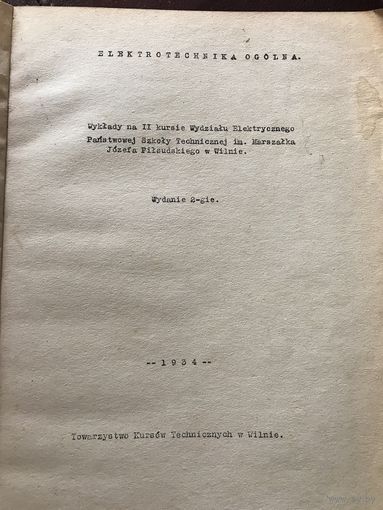 ELEKTROTECHNIKA OGÓLNA.
Wykłady na II kursie Wydziału Elektrycznego
Państwowej Szkoły Technicznej im. Marszałka
Józefa Piłsudskiego w Wilnie.
Wydanie 2-gie.
--1934--
Towarzystwo Kursów Technicznych w Wilnie.